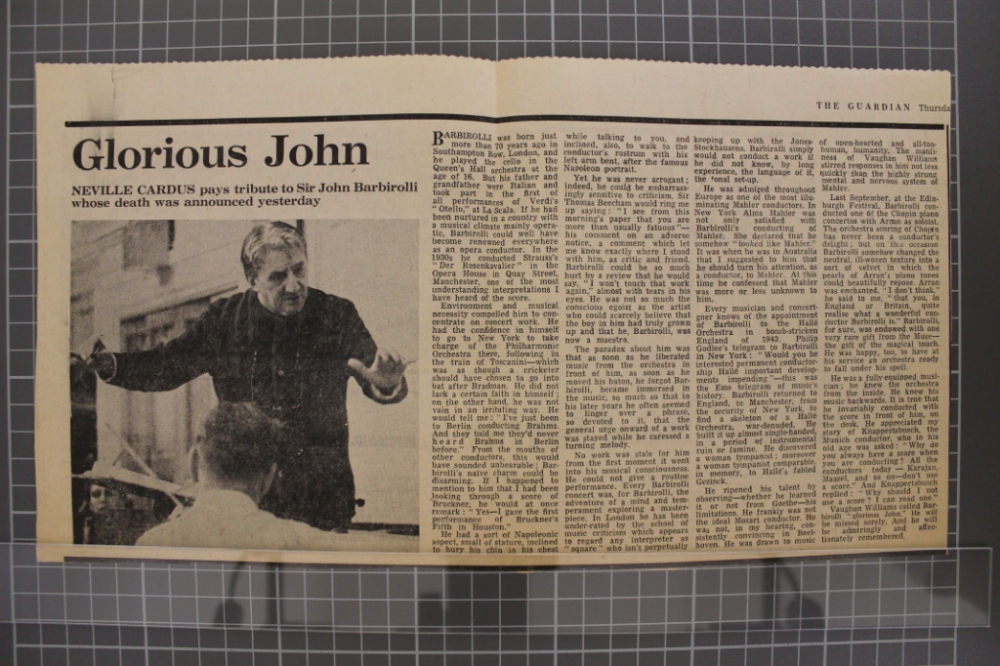 THE GUARDIAN Thursda
Glorious John
NEVILLE CARDUS pays tribute to Sir John Barbirolli
whose death was announced yesterday
BARBIROLLI was born just
more than 70 years ago in
Southampton Row, London, and
he played the cello in the
Queen's Hall orchestra at the
age of 16. But his father and
grandfather were Italian and
took part in the first of
all performances of Verdi's
"Otello," at La Scala. If he had
been nurtured in a country with
a musical climate mainly opera-
tic, Barbirolli could well have
become renowned everywhere
as an opera conductor. In the
1930s he conducted Strauss's
"Der Rosenkavalier" in the
Opera House in Quay Street,
Manchester, one of the most
understanding interpretations I
have heard of the score.
Environment and musical
necessity compelled him to con-
centrate on concert work. He
had the confidence in himself
to go to New York to take
charge of the Philharmonic
Orchestra there, following in
the train of Toscanini—which
was as though a cricketer
should have chosen to go into
bat after Bradman. He did not
lack a certain faith in himself;
on the other hand, he was not
vain in an irritating way. He
would tell me: "I've just been
to Berlin conducting Brahms.
And they told me they'd never
heard Brahms in Berlin
before." From the mouths of
other conductors, this would
have sounded unbearable; Bar-
birolli's naive charm could be
disarming. If I happened to
mention to him that I had been
looking through a score of
Bruckner, he would at once
remark: "Yes—I gave the first
performance of Bruckner's
Fifth in Houston."
He had a sort of Napoleonic
aspect, small of stature, inclined
to bury his chin in his chest
while talking to you, and
inclined, also, to walk to the
conductor's rostrum with his
left arm bent, after the famous
Napoleon portrait.
Yet he was never arrogant;
indeed, he could be embarrass-
ingly sensitive to criticism. Sir
Thomas Beecham would ring me
up saying: "I see from this
morning's paper that you are
more than usually fatuous"—
his comment on an adverse
notice, a comment which let
me know exactly where I stood
with him, as critic and friend.
Barbirolli could be so much
hurt by a review that he would
say, "I won't touch that work
again," almost with tears in his
eyes. He was not so much the
conscious egoist as the artist
who could scarcely believe that
the boy in him had truly grown
up and that he, Barbirolli, was
now a maestro.
The paradox about him was
that as soon as he liberated
music from the orchestra in
front of him, as soon as he
moved his baton, he forgot Bar-
birolli, became immersed in
the music, so much so that in
his later years he often seemed
to linger over a phrase,
so devoted to it, that the
general urge onward of a work
was stayed while he caressed a
turning melody.
No work was stale for him
from the first moment it went
into his musical consciousness.
He could not give a routine
performance. Every Barbirolli
concert was, for Barbirolli, the
adventure of a mind and tem-
perament exploring a master-
piece. In London he has been
under-rated by the school of
music criticism which appears
to regard any interpreter as
"square" who isn't perpetually
keeping up with the Jones-
Stockhausens. Barbirolli simply
would not conduct a work if
he did not know, by long
experience, the language of it,
the tonal set-up.
He was admired throughout
Europe as one of the most illu-
minating Mahler conductors. In
New York Alma Mahler was
not only satisfied with
Barbirolli's conducting of
Mahler. She declared that he
somehow "looked like Mahler."
It was when he was in Australia
that I suggested to him that
he should turn his attention, as
a conductor, to Mahler. At this
time he confessed that Mahler
was more or less unknown to
him.
Every musician and concert-
goer knows of the appointment
of Barbirolli to the Hallé
Orchestra in bomb-stricken
England of 1943. Philip
Godlee's telegram to Barbirolli
in New York: "Would you be
interested permanent conductor-
ship Hallé important develop-
ments impending"—this was
the Ems telegram of music's
history. Barbirolli returned to
England, to Manchester, from
the security of New York, to
find a skeleton of a Hallé
Orchestra, war-denuded. He
built it up almost single-handed,
in a period of instrumental
ruin or famine. He discovered
a woman tympanist; moreover
a woman tympanist comparable,
in memory, to Hallé's fabled
Gezinck.
He ripened his talent by
observing—whether he learned
it or not from Goethe—his
limitations. He frankly was not
the ideal Mozart conductor. He
was not, in my hearing, con-
sistently convincing in Beet-
hoven. He was drawn to music
of open-hearted and all-too-
human, humanity. The manli-
ness of Vaughan Williams
stirred responses in him not less
quickly than the highly strung
mental and nervous system of
Mahler.
Last September, at the Edin-
burgh Festival, Barbirolli con-
ducted one of the Chopin piano
concertos with Arrau as soloist.
The orchestra scoring of Chopin
has never been a conductor's
delight; but on this occasion
Barbirolli somehow changed the
neutral, ill-woven texture into a
sort of velvet in which the
pearls of Arrau's piano tones
could beautifully repose. Arrau
was enchanted. "I don't think,"
he said to me, "that you, in
England or Britain, quite
realise what a wonderful con-
ductor Barbirolli is." Barbirolli,
for sure, was endowed with one
very rare gift from the Muse—
the gift of the magical touch.
He was happy, too, to have at
his service an orchestra ready
to fall under his spell.
He was a fully equipped musi-
cian; he knew the orchestra
from the inside. He knew his
music backwards. It is true that
he invariably conducted with
the score in front of him, on
the desk. He appreciated my
story of Knappertsbusch, the
Munich conductor, who in his
old age was asked: "Why do
you always have a score when
you are conducting? All the
conductors today — Karajan,
Maazel, and so on—don't use
a score." And Knappertsbusch
replied: "Why should I not
use a score? I can read one."
Vaughan Williams called Bar-
birolli "glorious John." He will
be missed sorely. And he will
be admiringly and affec-
tionately remembered.